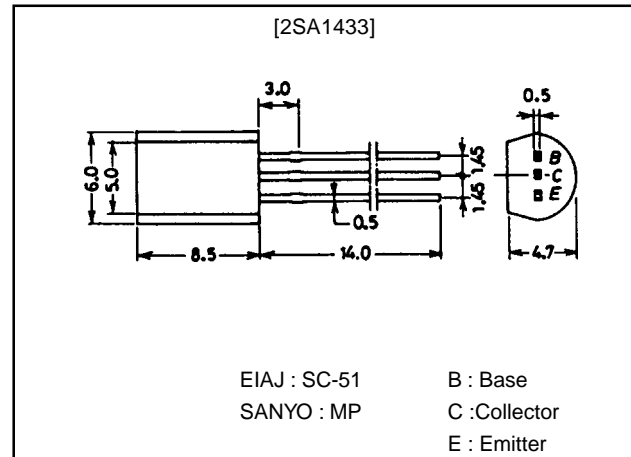 [2SA1433]
3.0
0.5
6.0
5.0
1.45
1.45
B
C
E
0.5
8.5
14.0
4.7
EIAJ : SC-51
B : Base
SANYO : MP
C :Collector
E : Emitter